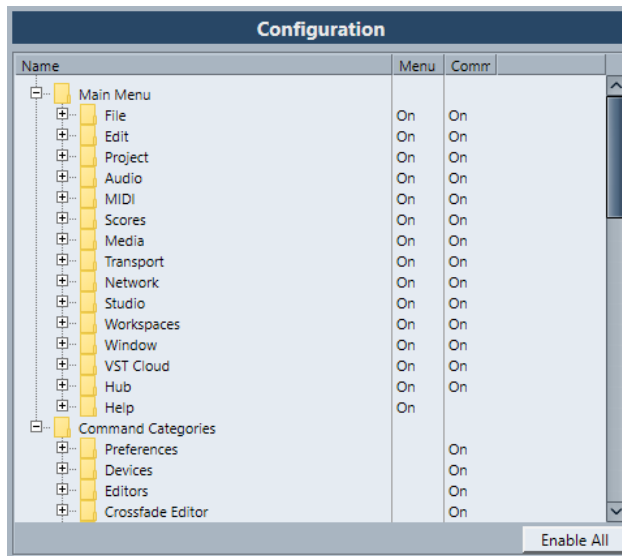 Configuration
Name Menu Comm
Main Menu
File On On
Edit On On
Project On On
Audio On On
MIDI On On
Scores On On
Media On On
Transport On On
Network On On
Studio On On
Workspaces On On
Window On On
VST Cloud On On
Hub On On
Help On
Command Categories
Preferences On
Devices On
Editors On
Crossfade Editor On
Enable All